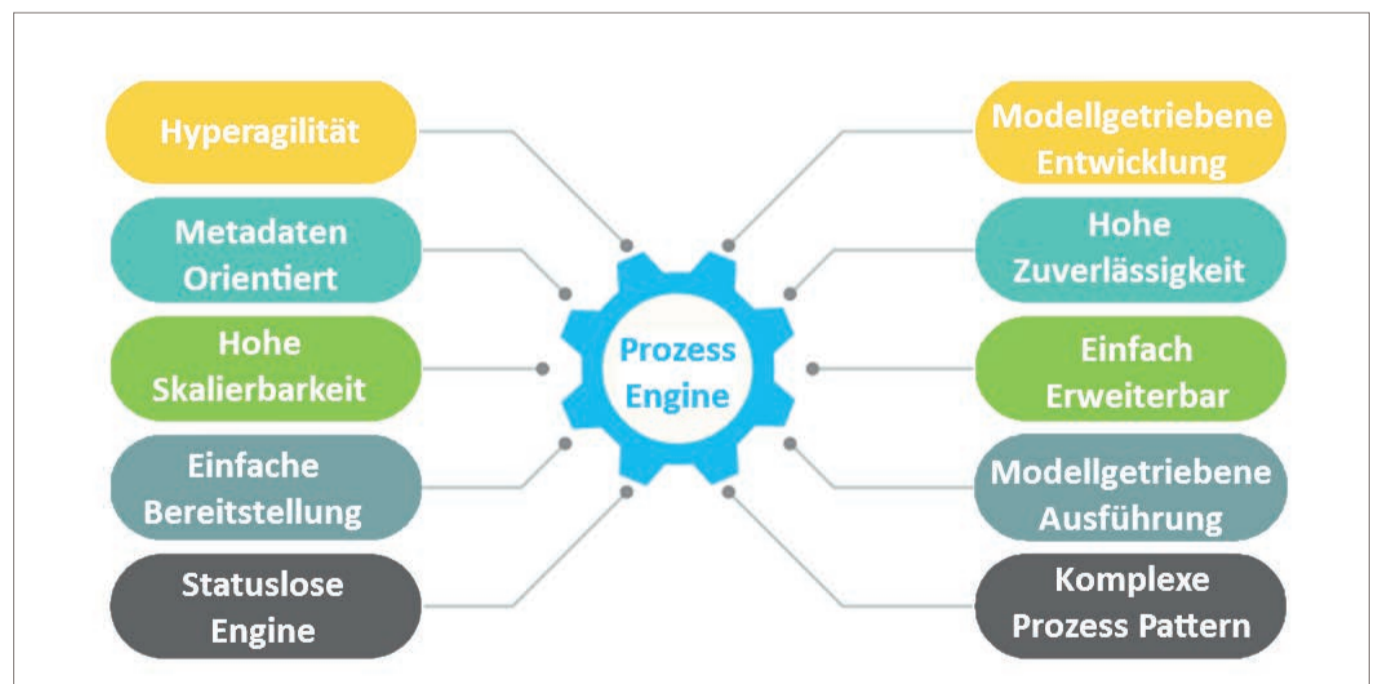 Hyperagilität
Metadaten
Orientiert
Hohe
Skalierbarkeit
Einfache
Bereitstellung
Statuslose
Engine
Prozess
Engine
Modellgetriebene
Entwicklung
Hohe
Zuverlässigkeit
Einfach
Erweiterbar
Modellgetriebene
Ausführung
Komplexe
Prozess Pattern